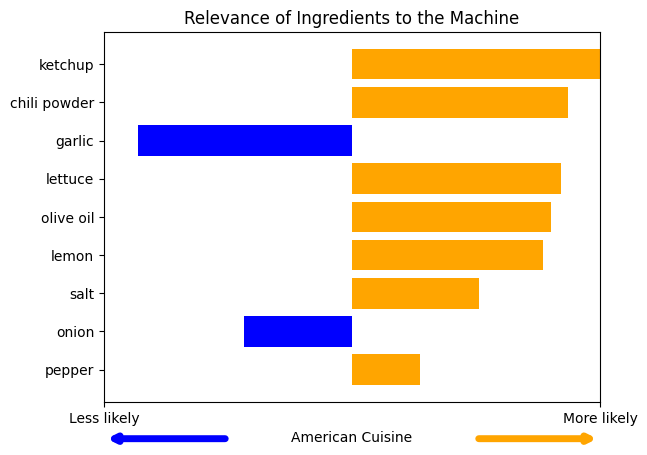 Relevance of Ingredients to the Machine
ketchup
chili powder
garlic
lettuce
olive oil
lemon
salt
onion
pepper
Less likely More likely
American Cuisine